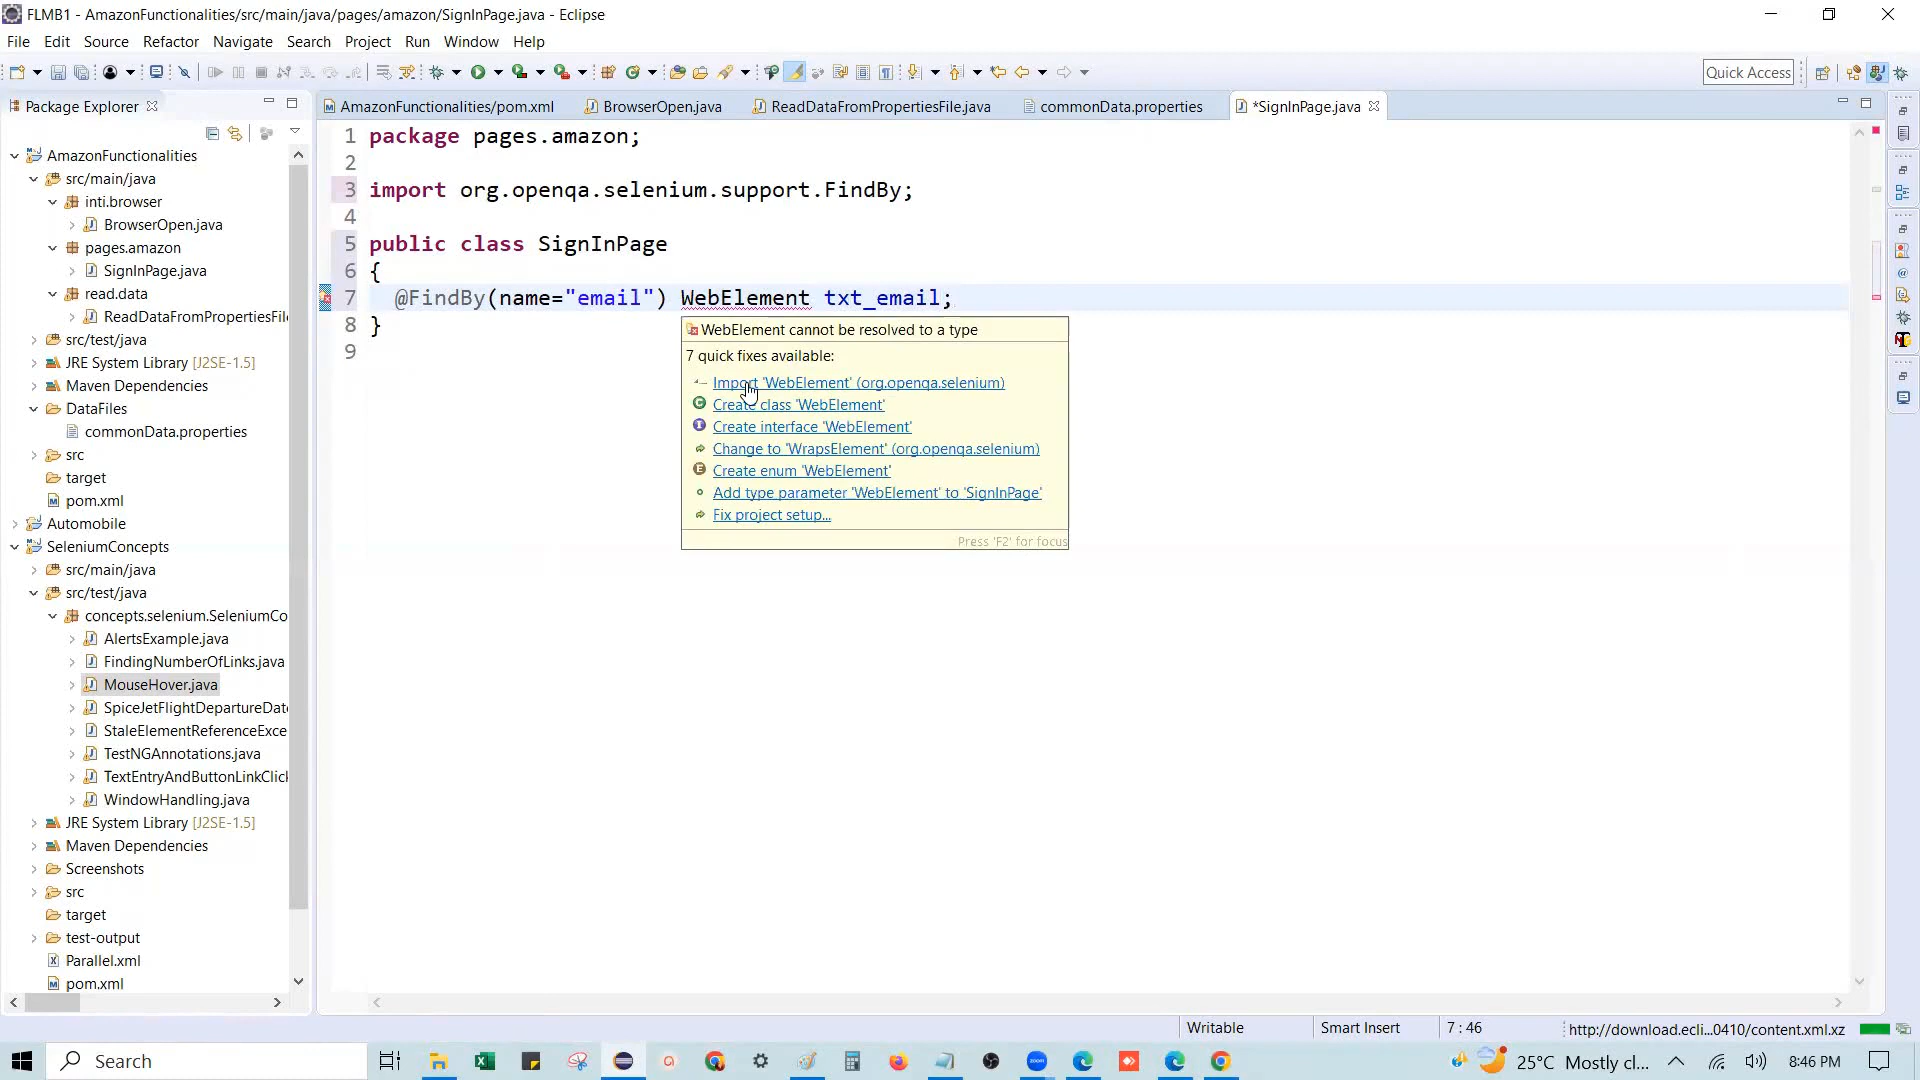 FLMB1 - AmazonFunctionalities/src/main/java/pages/amazon/SignInPage.java - Eclipse
File Edit Source Refactor Navigate Search Project Run Window Help
Quick Access
Package Explorer
AmazonFunctionalities/pom.xml BrowserOpen.java ReadDataFromPropertiesFile.java commonData.properties *SignInPage.java
AmazonFunctionalities
src/main/java
inti.browser
BrowserOpen.java
pages.amazon
SignInPage.java
read.data
ReadDataFromPropertiesFil
src/test/java
JRE System Library [J2SE-1.5]
Maven Dependencies
DataFiles
commonData.properties
src
target
pom.xml
Automobile
SeleniumConcepts
src/main/java
src/test/java
concepts.selenium.SeleniumCo
AlertsExample.java
FindingNumberOfLinks.java
MouseHover.java
SpiceJetFlightDepartureDat
StaleElementReferenceExce
TestNGAnnotations.java
TextEntryAndButtonLinkClick
WindowHandling.java
JRE System Library [J2SE-1.5]
Maven Dependencies
Screenshots
src
target
test-output
Parallel.xml
pom.xml
1 package pages.amazon;
2
3 import org.openqa.selenium.support.FindBy;
4
5 public class SignInPage
6 {
7 @FindBy(name="email") WebElement txt_email;
8 }
9
WebElement cannot be resolved to a type
7 quick fixes available:
Import 'WebElement' (org.openqa.selenium)
Create class 'WebElement'
Create interface 'WebElement'
Change to 'WrapsElement' (org.openqa.selenium)
Create enum 'WebElement'
Add type parameter 'WebElement' to 'SignInPage'
Fix project setup...
Press 'F2' for focus
Writable Smart Insert 7 : 46 http://download.ecli...0410/content.xml.xz
Search 25°C Mostly cl... 8:46 PM